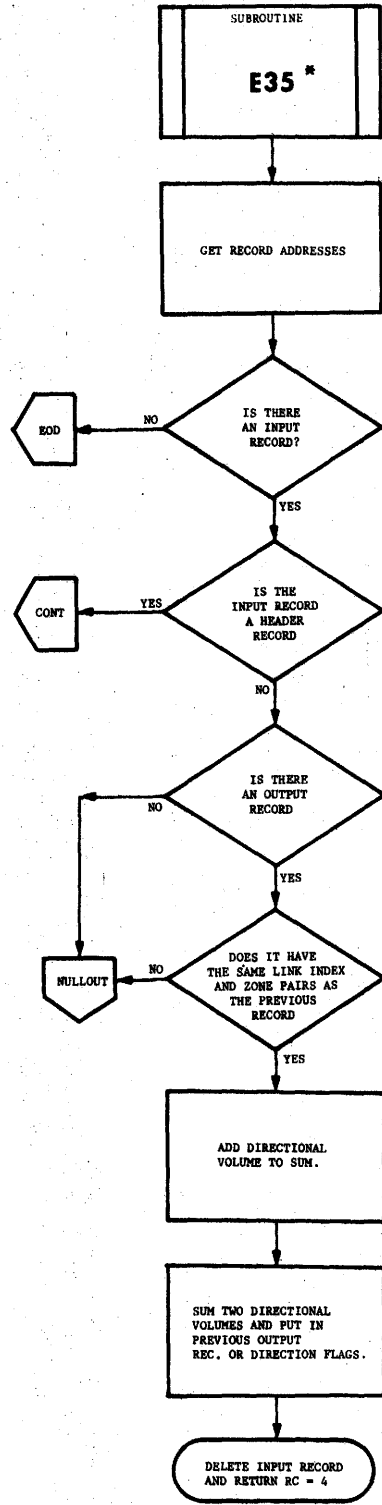 SUBROUTINE
E35 *
GET RECORD ADDRESSES
IS THERE
AN INPUT
RECORD?
NO
EOD
YES
IS THE
INPUT RECORD
A HEADER
RECORD
YES
CONT
NO
IS THERE
AN OUTPUT
RECORD
NO
YES
DOES IT HAVE
THE SAME LINK INDEX
AND ZONE PAIRS AS
THE PREVIOUS
RECORD
NO
NULLOUT
YES
ADD DIRECTIONAL
VOLUME TO SUM.
SUM TWO DIRECTIONAL
VOLUMES AND PUT IN
PREVIOUS OUTPUT
REC. OR DIRECTION FLAGS.
DELETE INPUT RECORD
AND RETURN RC = 4